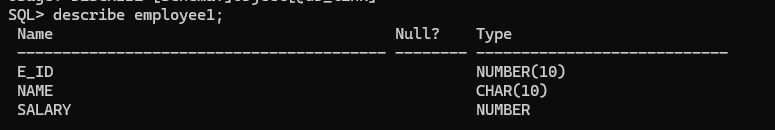 SQL> describe employee1;
Name Null? Type
----------------------------------------- -------- ----------------------------
E_ID NUMBER(10)
NAME CHAR(10)
SALARY NUMBER